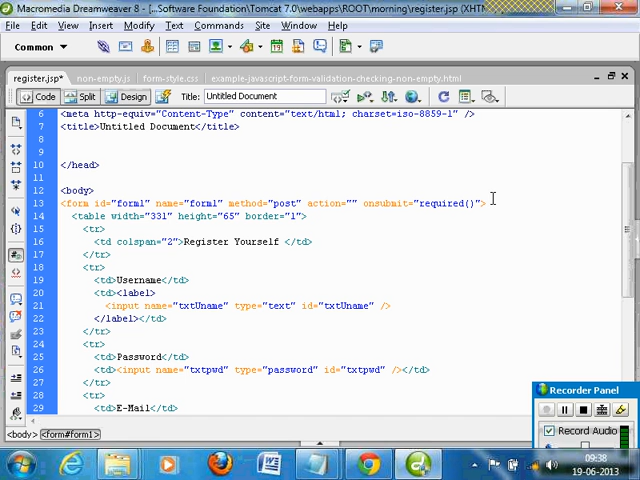 Macromedia Dreamweaver 8 - [...Software Foundation\Tomcat 7.0\webapps\ROOT\morning\register.jsp (XHTM
File Edit View Insert Modify Text Commands Site Window Help
Common
register.jsp* non-empty.js form-style.css example-javascript-form-validation-checking-non-empty.html
Code Split Design Title: Untitled Document
6 <meta http-equiv="Content-Type" content="text/html; charset=iso-8859-1" />
7 <title>Untitled Document</title>
8
9
10 </head>
11
12 <body>
13 <form id="form1" name="form1" method="post" action="" onsubmit="required()">
14 <table width="331" height="65" border="1">
15 <tr>
16 <td colspan="2">Register Yourself </td>
17 </tr>
18 <tr>
19 <td>Username</td>
20 <td><label>
21 <input name="txtUname" type="text" id="txtUname" />
22 </label></td>
23 </tr>
24 <tr>
25 <td>Password</td>
26 <td><input name="txtpwd" type="password" id="txtpwd" /></td>
27 </tr>
28 <tr>
29 <td>E-Mail</td>
<body> <form#form1>
Recorder Panel
Record Audio
09:38
19-06-2013